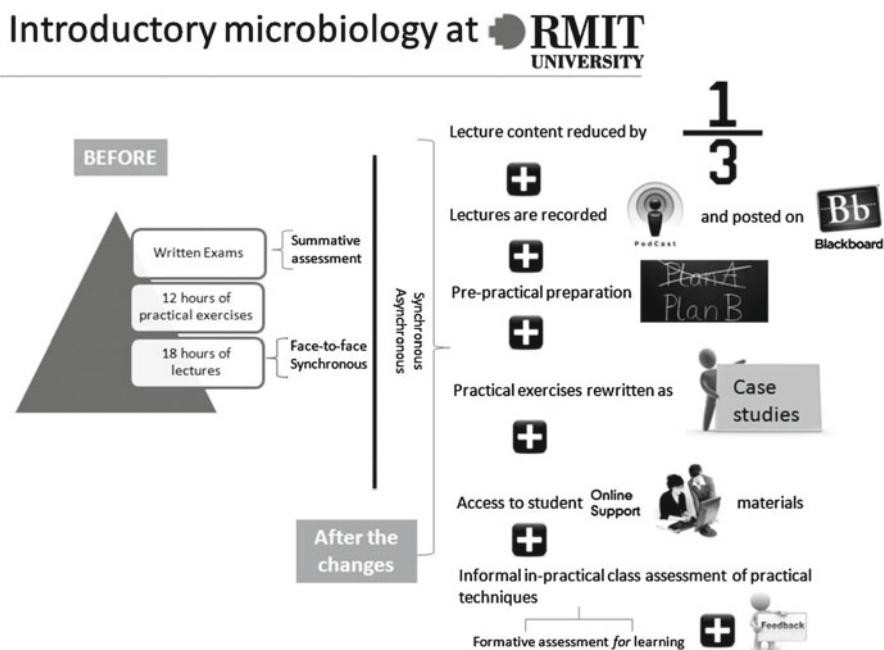 Introductory microbiology at RMIT
UNIVERSITY
BEFORE
Written Exams
Summative
assessment
12 hours of
practical exercises
18 hours of
lectures
Face-to-face
Synchronous
Synchronous
Asynchronous
After the
changes
Lecture content reduced by 1
3
Lectures are recorded PodCast and posted on Bb
Blackboard
Pre-practical preparation Plan A
Plan B
Practical exercises rewritten as Case
studies
Access to student Online
Support materials
Informal in-practical class assessment of practical
techniques
Formative assessment for learning Feedback